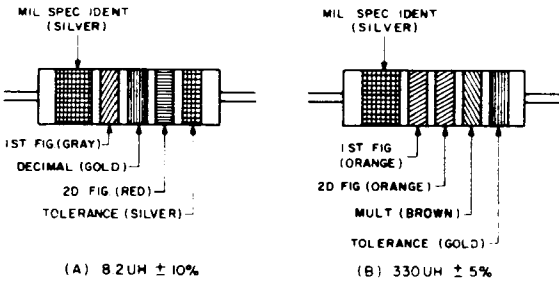 MIL SPEC IDENT
(SILVER)
1ST FIG (GRAY)
DECIMAL (GOLD)
2D FIG (RED)
TOLERANCE (SILVER)
(A) 8.2UH ± 10%
MIL SPEC IDENT
(SILVER)
1ST FIG
(ORANGE)
2D FIG (ORANGE)
MULT (BROWN)
TOLERANCE (GOLD)
(B) 330UH ± 5%